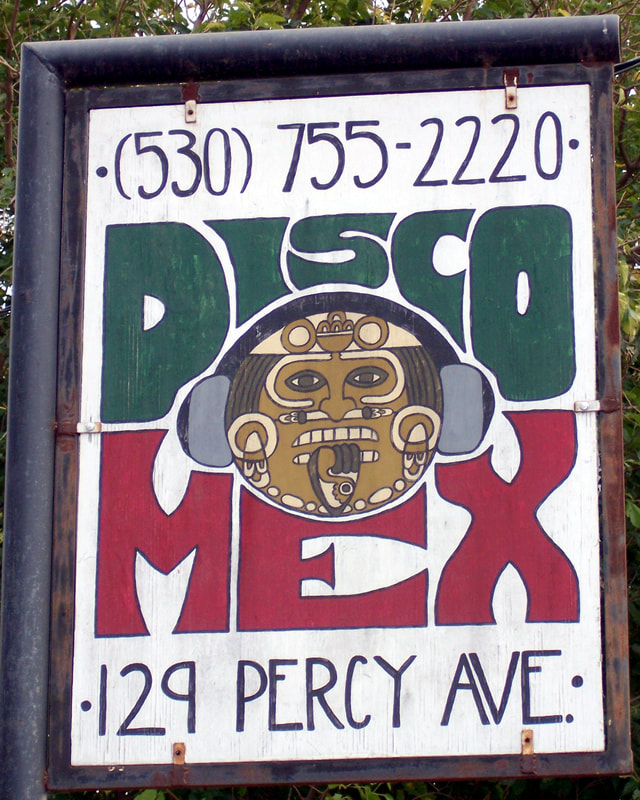 ·(530) 755-2220·
DISCO
MEX
·129 PERCY AVE.·